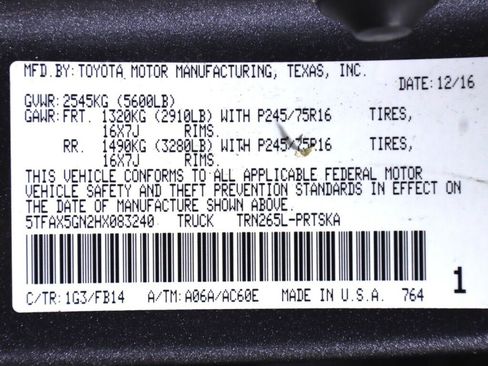 MFD.BY: TOYOTA MOTOR MANUFACTURING, TEXAS, INC.
DATE: 12/16
GVWR: 2545KG (5600LB)
GAWR: FRT. 1320KG (2910LB) WITH P245/75R16 TIRES,
16X7J RIMS.
RR. 1490KG (3280LB) WITH P245/75R16 TIRES,
16X7J RIMS.
THIS VEHICLE CONFORMS TO ALL APPLICABLE FEDERAL MOTOR
VEHICLE SAFETY AND THEFT PREVENTION STANDARDS IN EFFECT ON
THE DATE OF MANUFACTURE SHOWN ABOVE.
5TFAX5GN2HX083240 TRUCK TRN265L-PRTSKA
1
C/TR: 1G3/FB14 A/TM: A06A/AC60E MADE IN U.S.A. 764